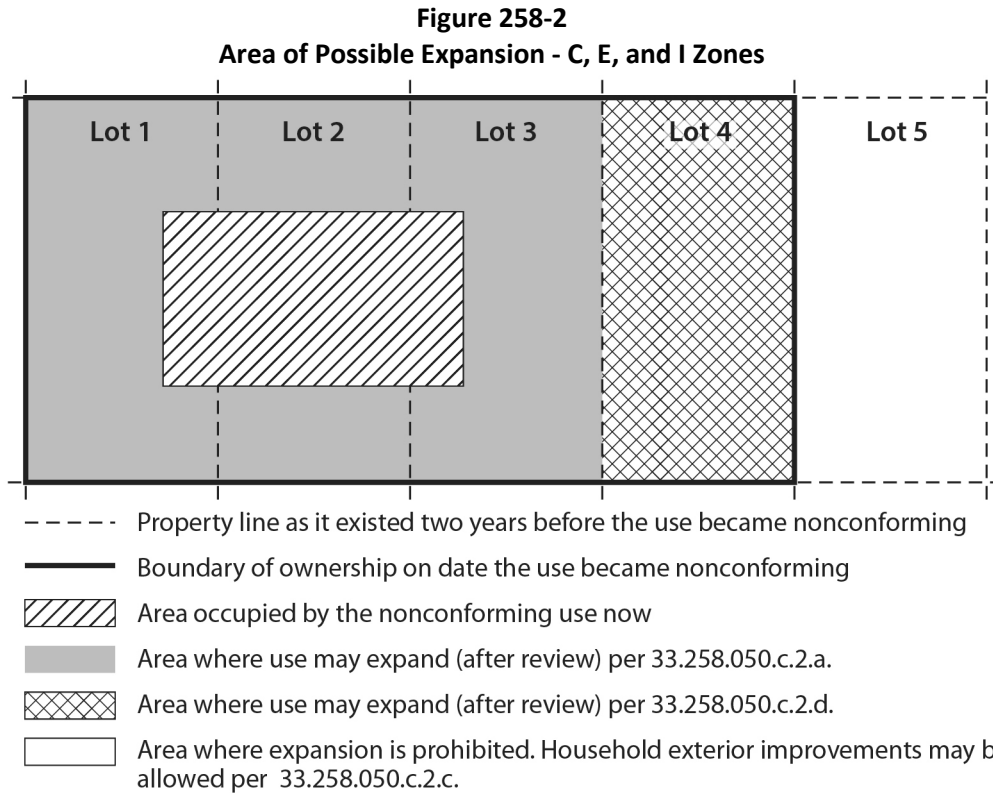 Figure 258-2
Area of Possible Expansion - C, E, and I Zones
Lot 1 Lot 2 Lot 3 Lot 4 Lot 5
Property line as it existed two years before the use became nonconforming
Boundary of ownership on date the use became nonconforming
Area occupied by the nonconforming use now
Area where use may expand (after review) per 33.258.050.c.2.a.
Area where use may expand (after review) per 33.258.050.c.2.d.
Area where expansion is prohibited. Household exterior improvements may b
allowed per 33.258.050.c.2.c.